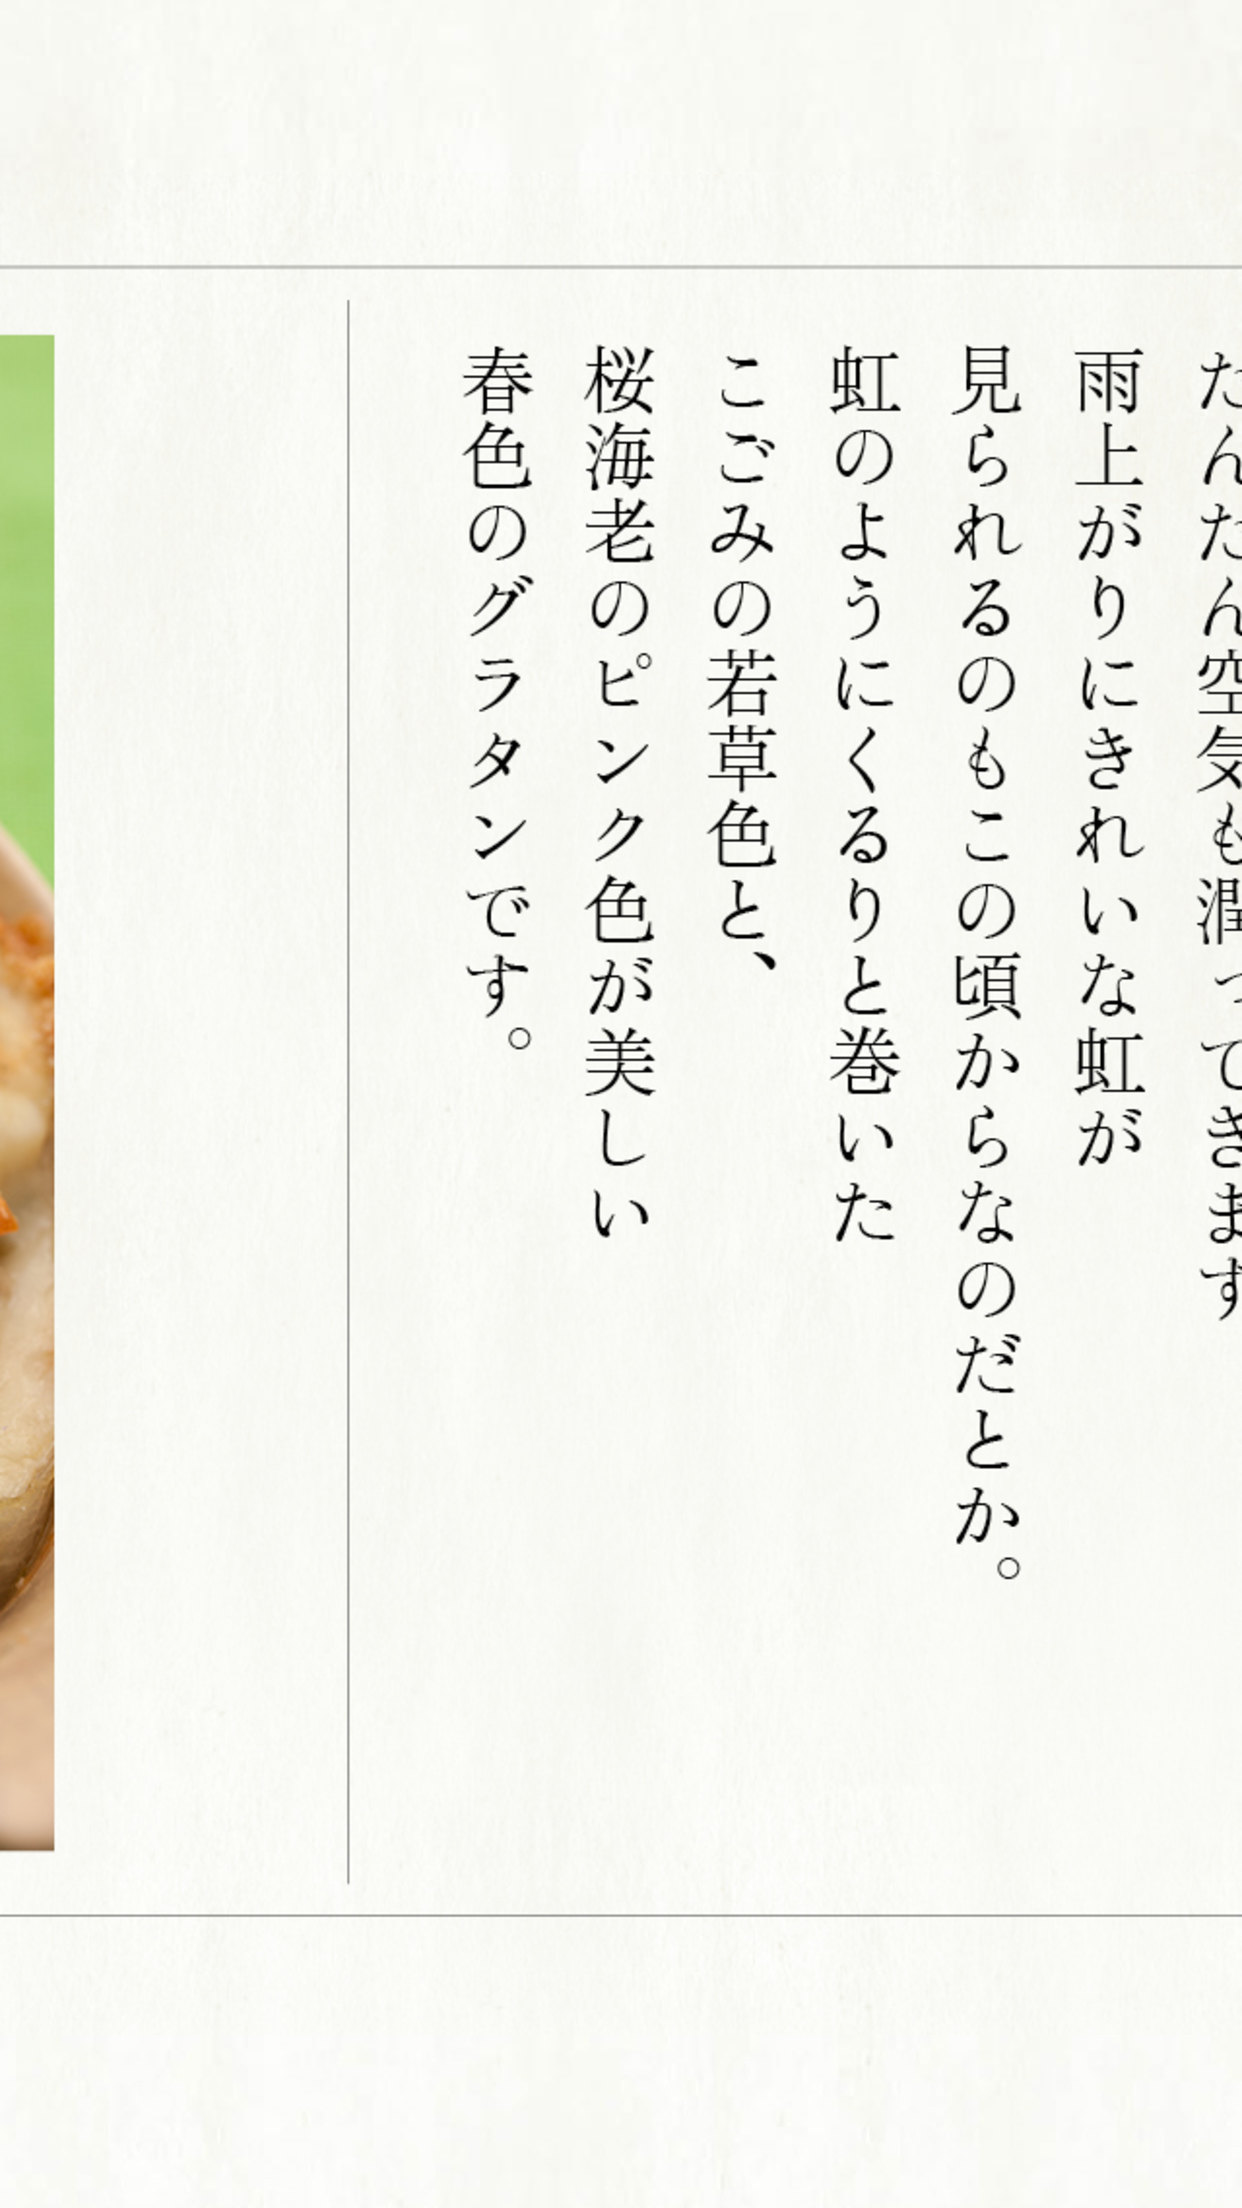 だんだん空気も潤ってきます
雨上がりにきれいな虹が
見られるのもこの頃からなのだとか。
虹のようにくるりと巻いた
こごみの若草色と、
桜海老のピンク色が美しい
春色のグラタンです。